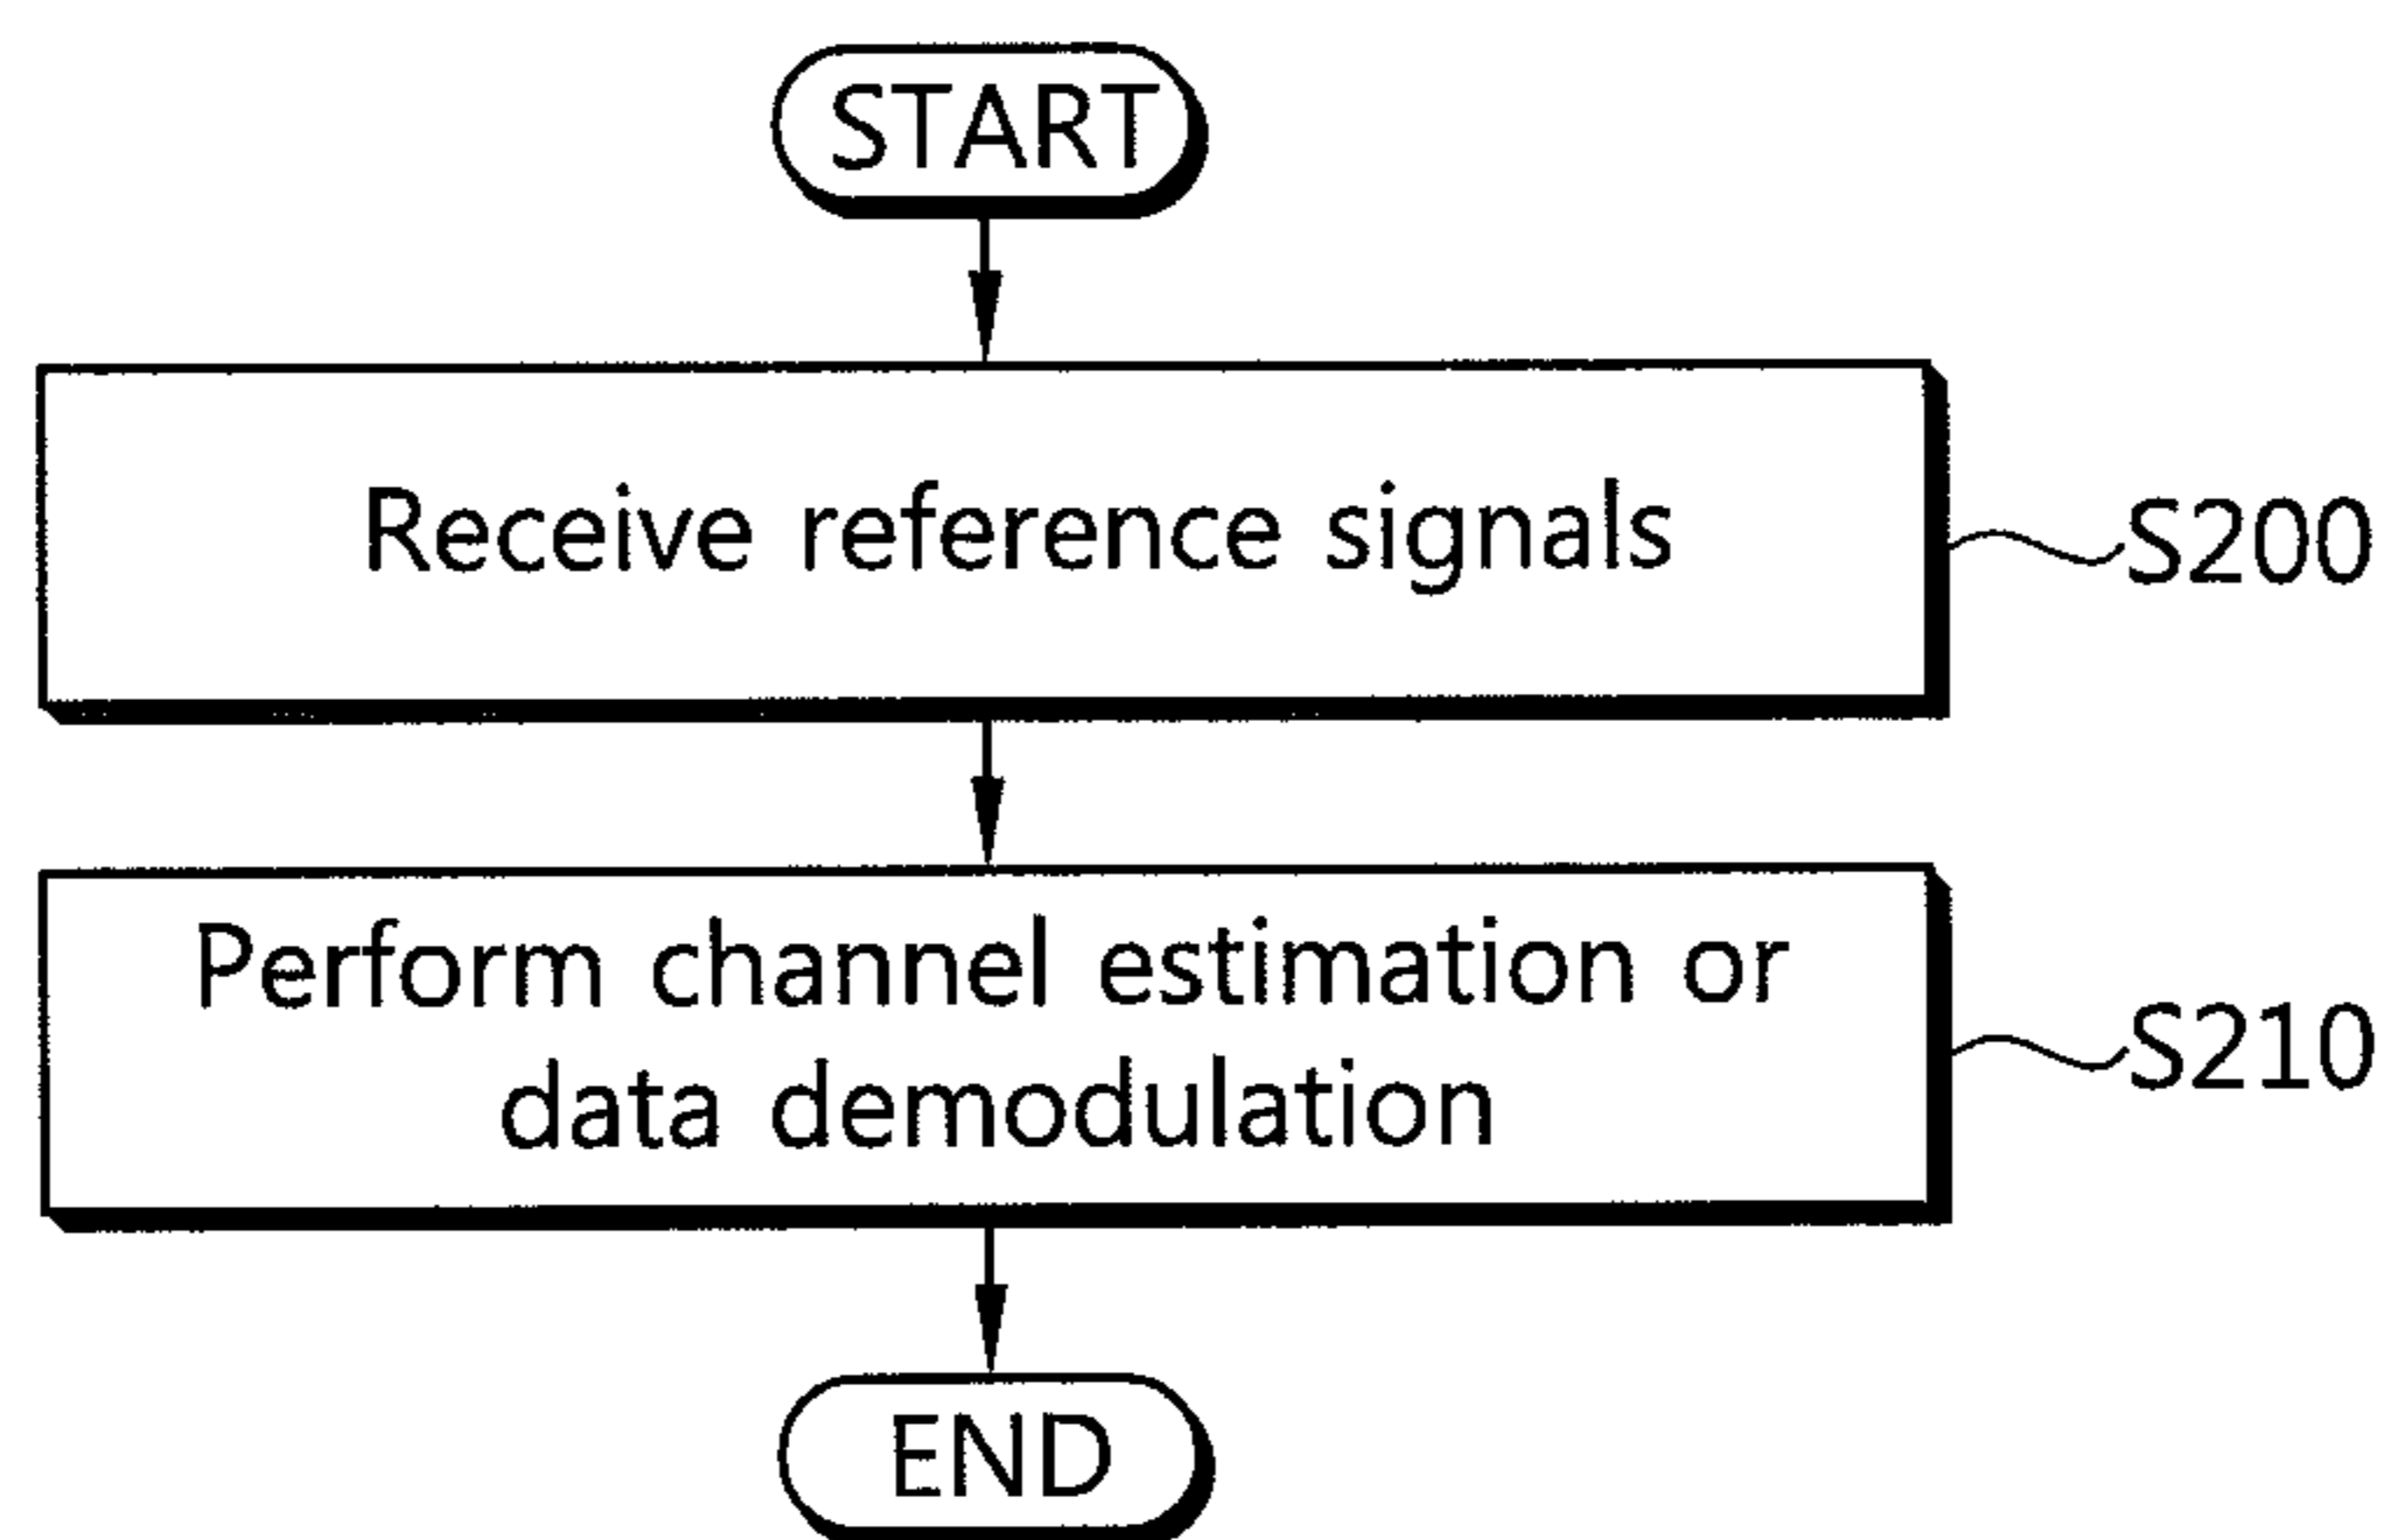 START
Receive reference signals
S200
Perform channel estimation or
data demodulation
S210
END